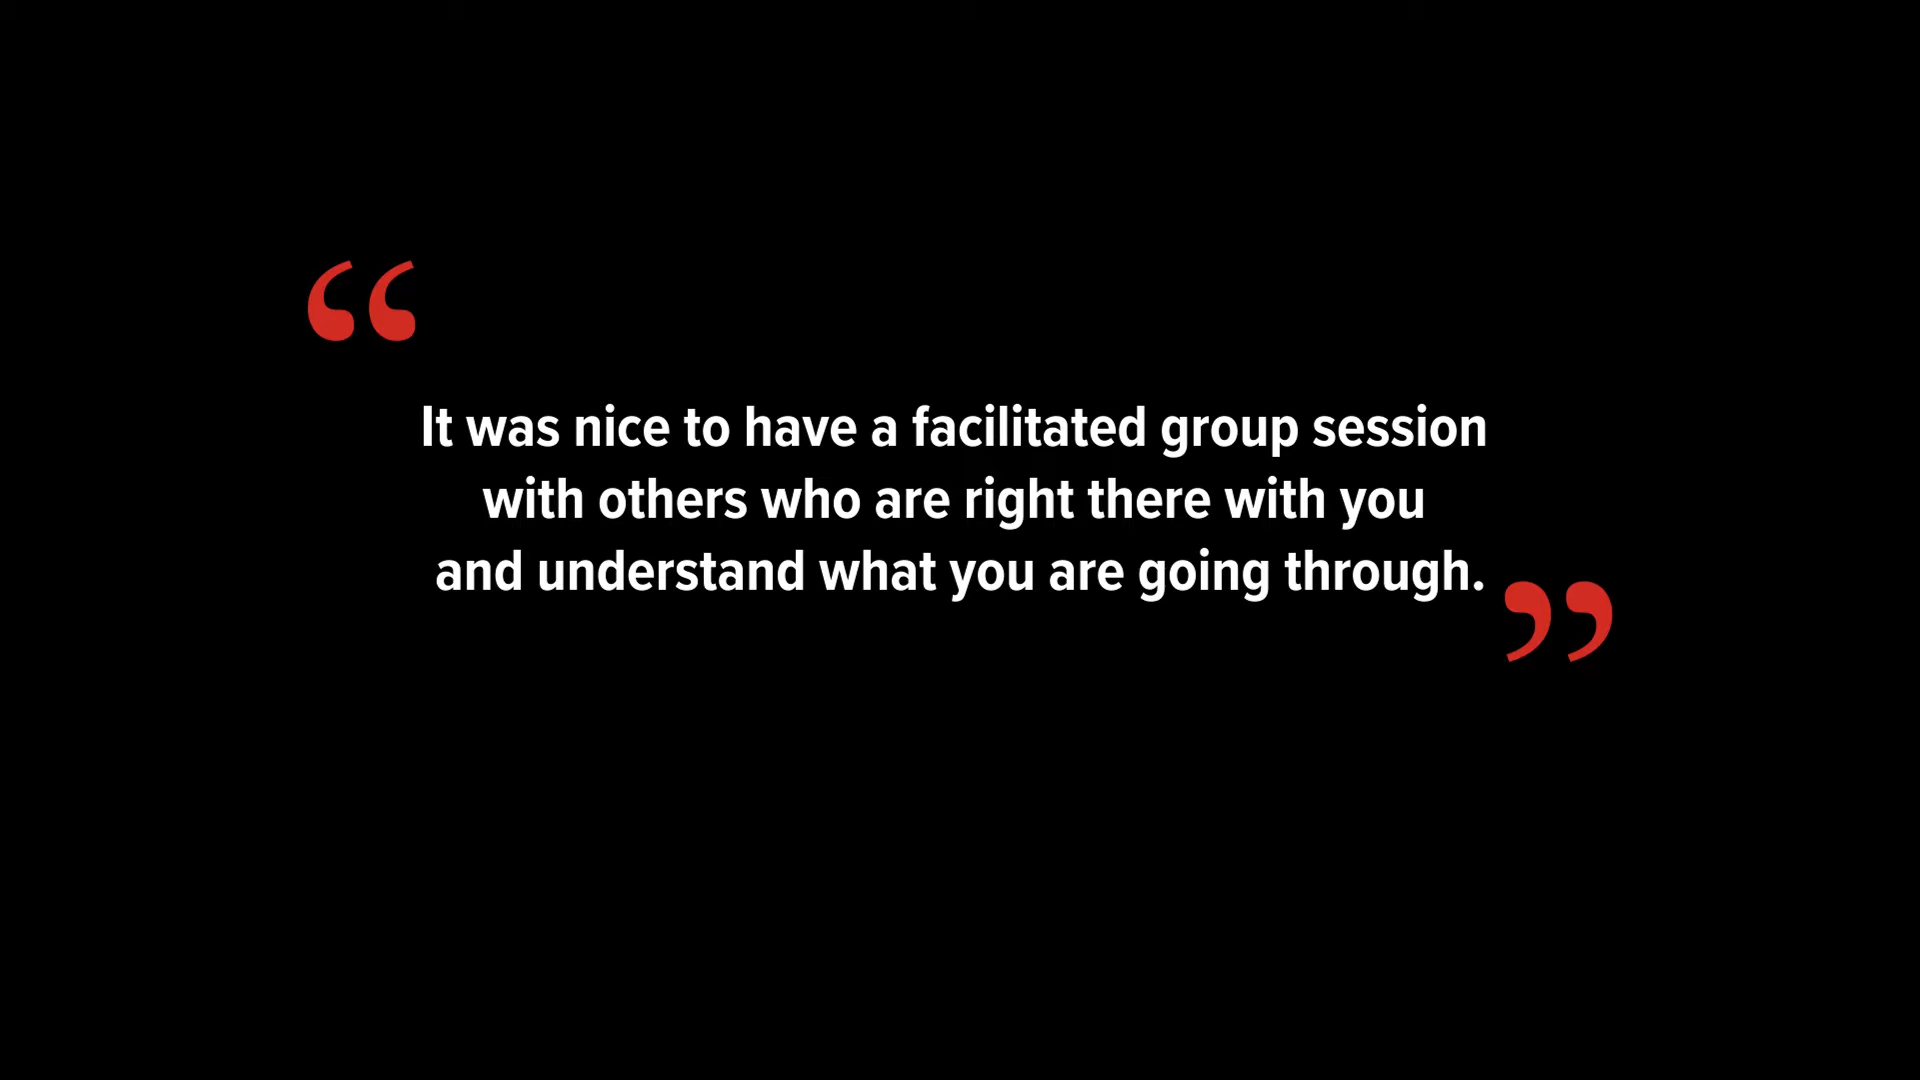 “
It was nice to have a facilitated group session
with others who are right there with you
and understand what you are going through.
”